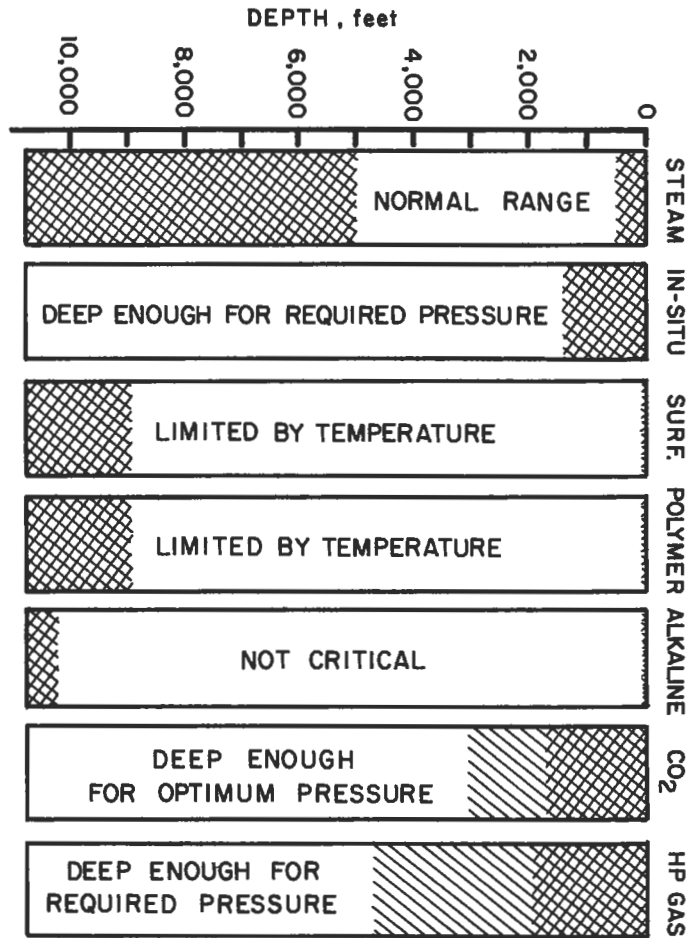 DEPTH, feet
10,000
8,000
6,000
4,000
2,000
0
NORMAL RANGE
STEAM
DEEP ENOUGH FOR REQUIRED PRESSURE
IN-SITU
LIMITED BY TEMPERATURE
SURF.
LIMITED BY TEMPERATURE
POLYMER
NOT CRITICAL
ALKALINE
DEEP ENOUGH
FOR OPTIMUM PRESSURE
CO₂
DEEP ENOUGH FOR
REQUIRED PRESSURE
HP GAS